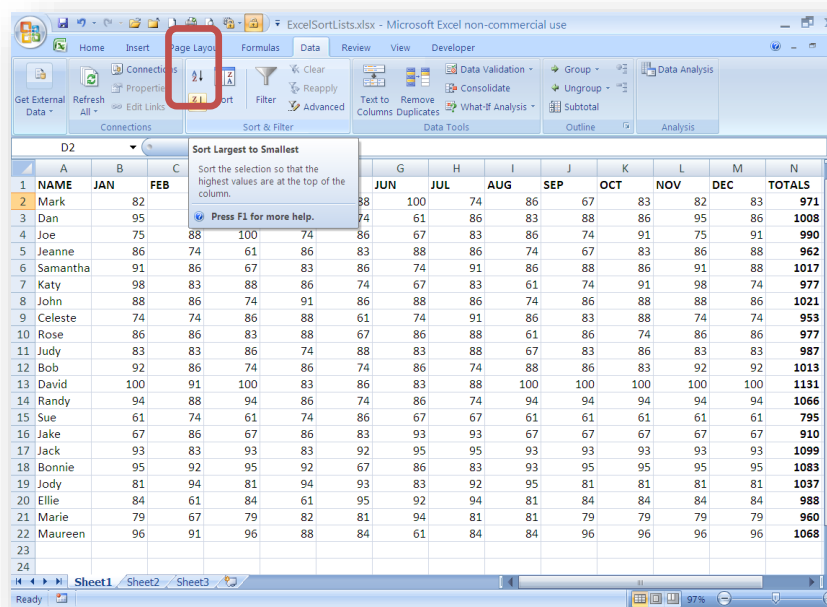 ExcelSortLists.xlsx - Microsoft Excel non-commercial use
Home Insert Page Layou Formulas Data Review View Developer
Get External Data
Refresh All
Connections
Properties
Edit Links
Connections
Sort
Filter
Clear
Reapply
Advanced
Sort & Filter
Text to Columns
Remove Duplicates
Data Validation
Consolidate
What-If Analysis
Data Tools
Group
Ungroup
Subtotal
Outline
Data Analysis
Analysis
D2
Sort Largest to Smallest
Sort the selection so that the
highest values are at the top of the
column.
Press F1 for more help.
A B C G H I J K L M N
1 NAME JAN FEB JUN JUL AUG SEP OCT NOV DEC TOTALS
2 Mark 82 88 100 74 86 67 83 82 83 971
3 Dan 95 74 61 86 83 88 86 95 86 1008
4 Joe 75 88 100 74 86 67 83 86 74 91 75 91 990
5 Jeanne 86 74 61 86 83 88 86 74 67 83 86 88 962
6 Samantha 91 86 67 83 86 74 91 86 88 86 91 88 1017
7 Katy 98 83 88 86 74 67 83 61 74 91 98 74 977
8 John 88 86 74 91 86 88 86 74 86 88 88 86 1021
9 Celeste 74 74 86 88 61 74 91 86 83 88 74 74 953
10 Rose 86 86 83 88 67 86 88 61 86 74 86 86 977
11 Judy 83 83 86 74 88 83 88 67 83 86 83 83 987
12 Bob 92 86 74 86 74 86 74 88 86 83 92 92 1013
13 David 100 91 100 83 86 83 88 100 100 100 100 100 1131
14 Randy 94 88 94 86 74 86 74 94 94 94 94 94 1066
15 Sue 61 74 61 74 86 67 67 61 61 61 61 61 795
16 Jake 67 86 67 86 83 93 93 67 67 67 67 67 910
17 Jack 93 83 93 83 92 95 95 93 93 93 93 93 1099
18 Bonnie 95 92 95 92 67 86 83 93 95 95 95 95 1083
19 Jody 81 94 81 94 83 92 95 81 81 81 81 81 1037
20 Ellie 84 61 84 61 95 92 94 81 84 84 84 84 988
21 Marie 79 67 79 82 81 94 81 81 79 79 79 79 960
22 Maureen 96 91 96 88 84 61 84 84 96 96 96 96 1068
23
24
Sheet1 Sheet2 Sheet3
Ready 97%